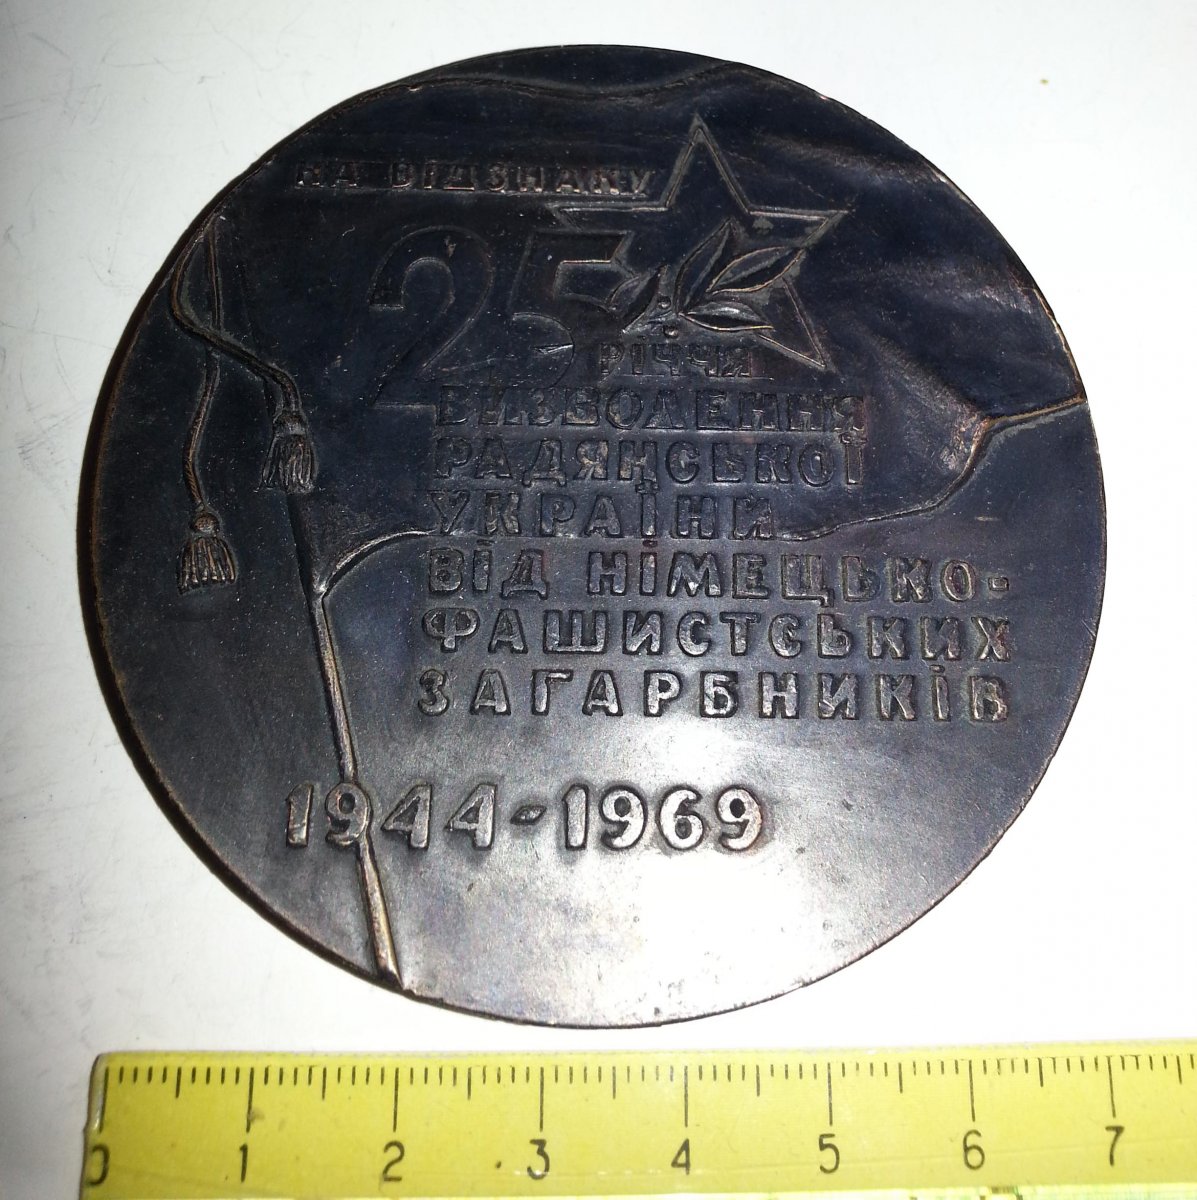 НА ВІДЗНАКУ
25
РІЧЧЯ
ВИЗВОЛЕННЯ
РАДЯНСЬКОЇ
УКРАЇНИ
ВІД НІМЕЦЬКО-
ФАШИСТСЬКИХ
ЗАГАРБНИКІВ
1944-1969
0 1 2 3 4 5 6 7